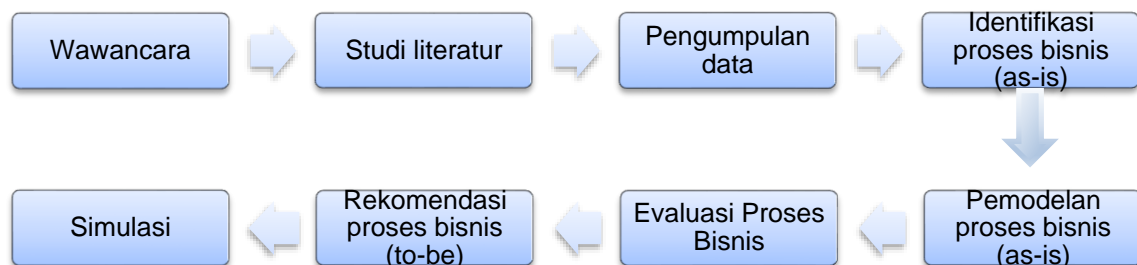 Wawancara
Studi literatur
Pengumpulan
data
Identifikasi
proses bisnis
(as-is)
Pemodelan
proses bisnis
(as-is)
Evaluasi Proses
Bisnis
Rekomendasi
proses bisnis
(to-be)
Simulasi